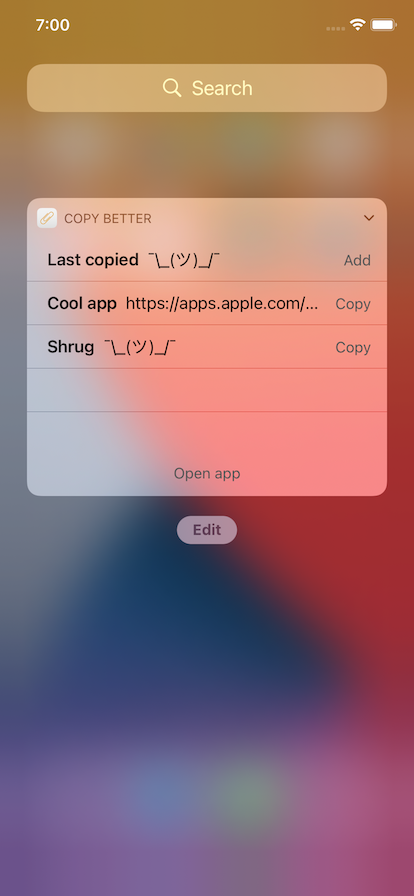 7:00
Search
COPY BETTER
Last copied ¯\_(ツ)_/¯ Add
Cool app https://apps.apple.com/... Copy
Shrug ¯\_(ツ)_/¯ Copy
Open app
Edit